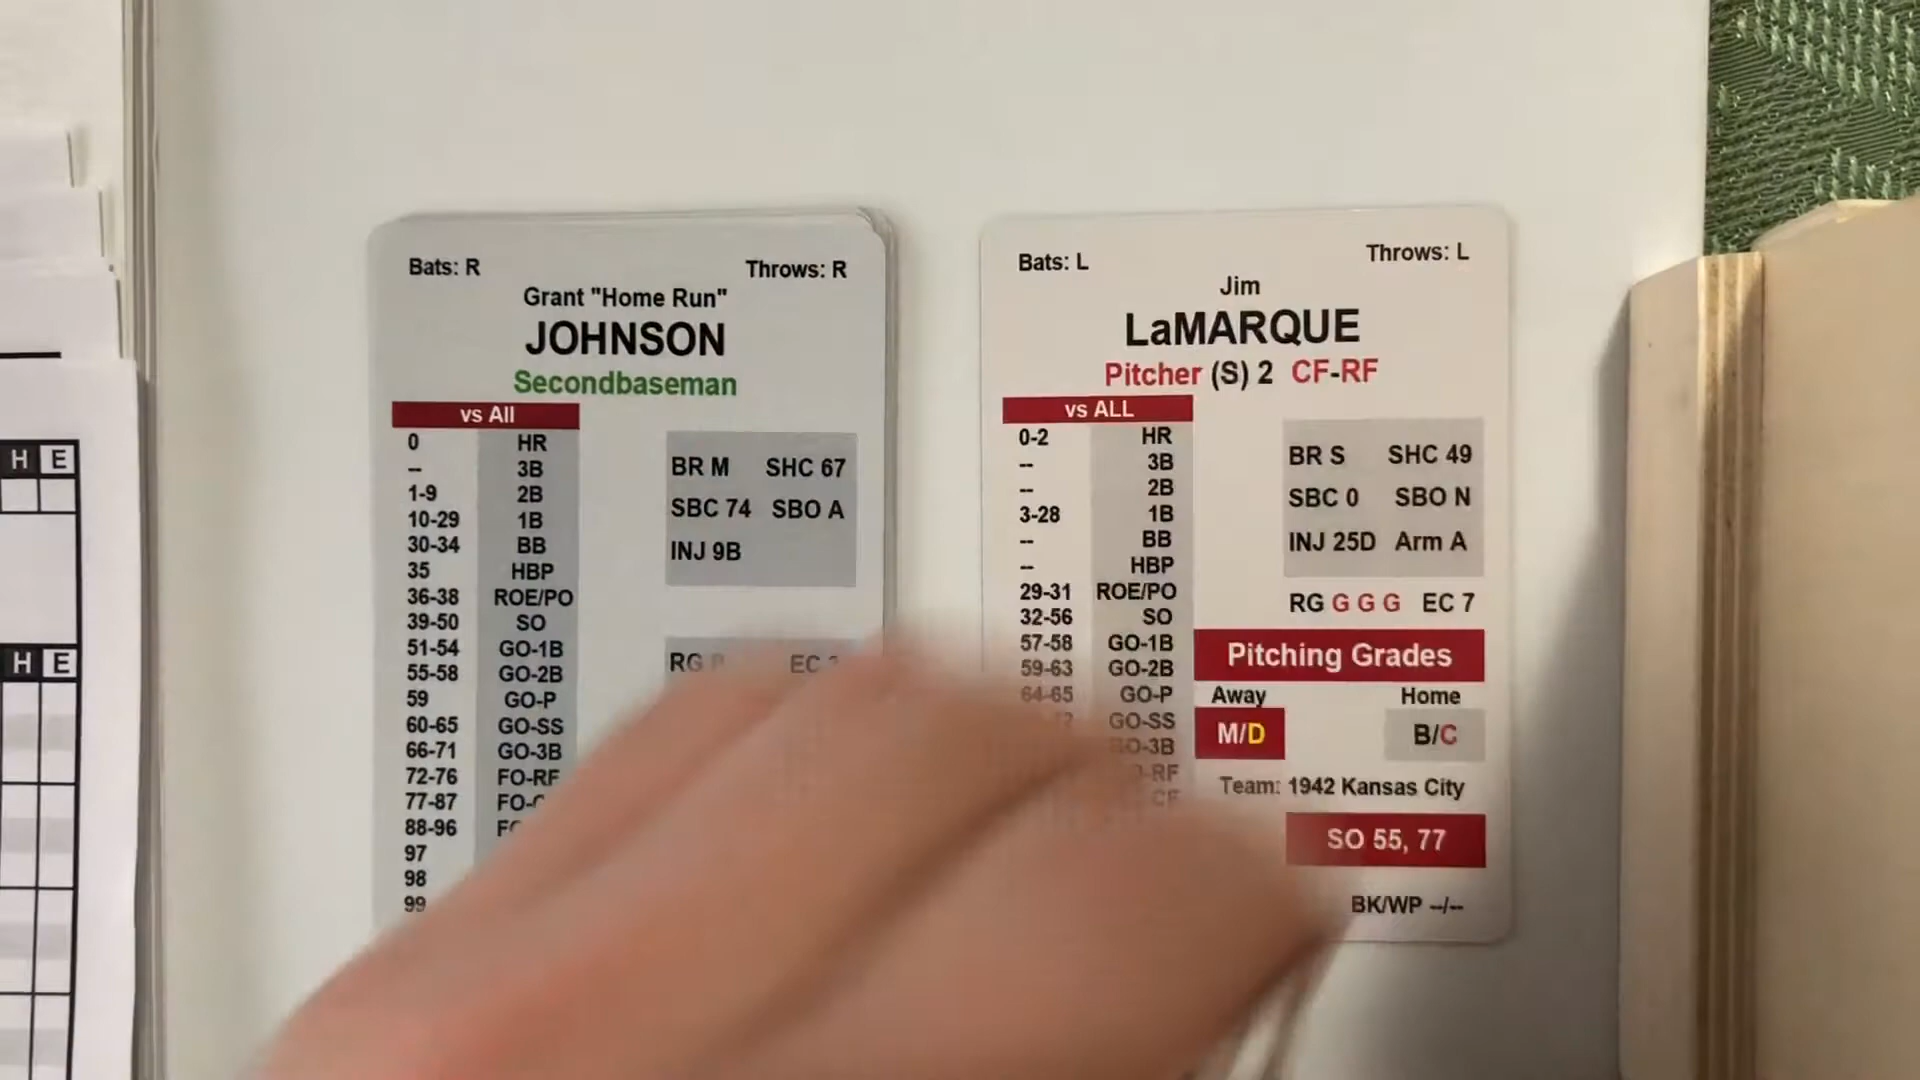 H E
H E
Bats: R Throws: R
Grant "Home Run"
JOHNSON
Secondbaseman
vs All
0 HR
-- 3B
1-9 2B
10-29 1B
30-34 BB
35 HBP
36-38 ROE/PO
39-50 SO
51-54 GO-1B
55-58 GO-2B
59 GO-P
60-65 GO-SS
66-71 GO-3B
72-76 FO-RF
77-87
88-96
97
98
99
BR M SHC 67
SBC 74 SBO A
INJ 9B
RG EC
Bats: L Throws: L
Jim
LaMARQUE
Pitcher (S) 2 CF-RF
vs ALL
0-2 HR
-- 3B
-- 2B
3-28 1B
-- BB
-- HBP
29-31 ROE/PO
32-56 SO
57-58 GO-1B
59-63 GO-2B
64-65 GO-P
GO-SS
GO-3B
BR S SHC 49
SBC 0 SBO N
INJ 25D Arm A
RG G G G EC 7
Pitching Grades
Away Home
M/D B/C
Team: 1942 Kansas City
SO 55, 77
BK/WP --/--